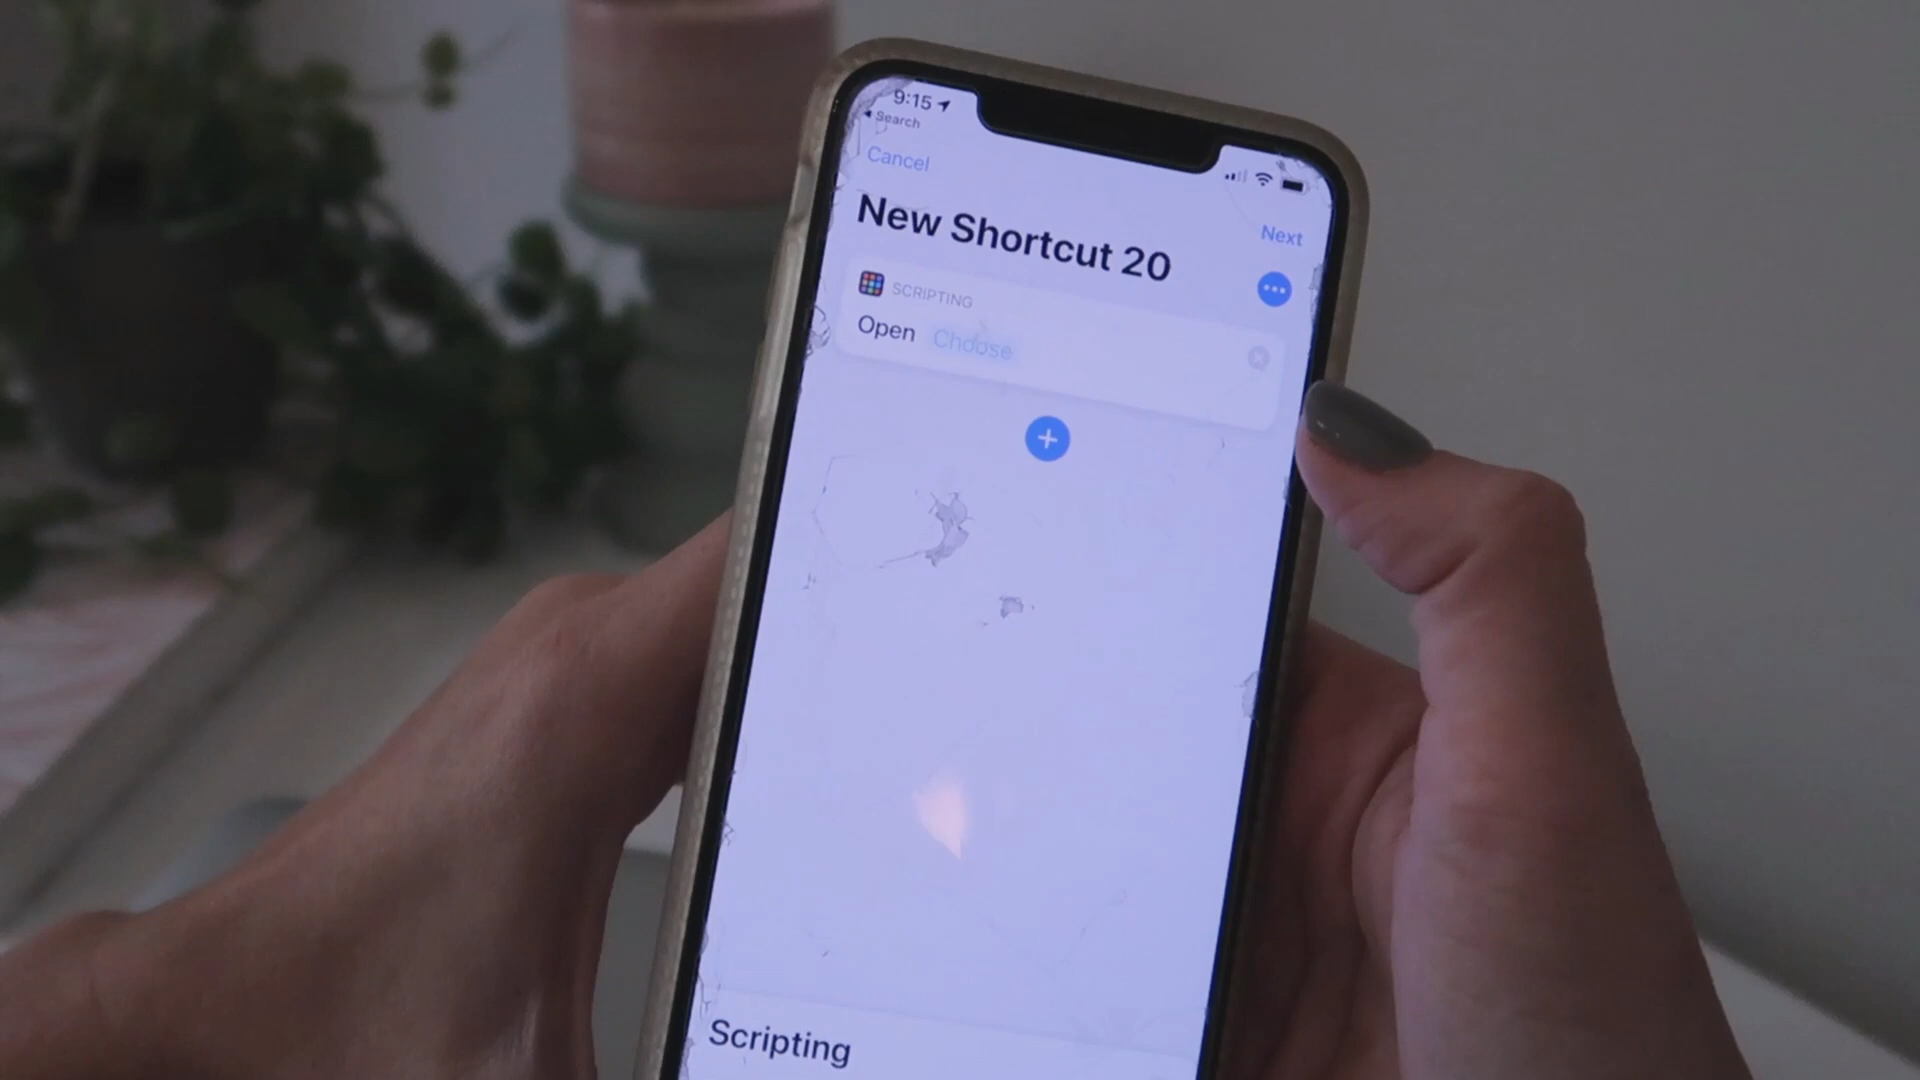 9:15
Search
Cancel
Next
New Shortcut 20
SCRIPTING
Open Choose
Scripting